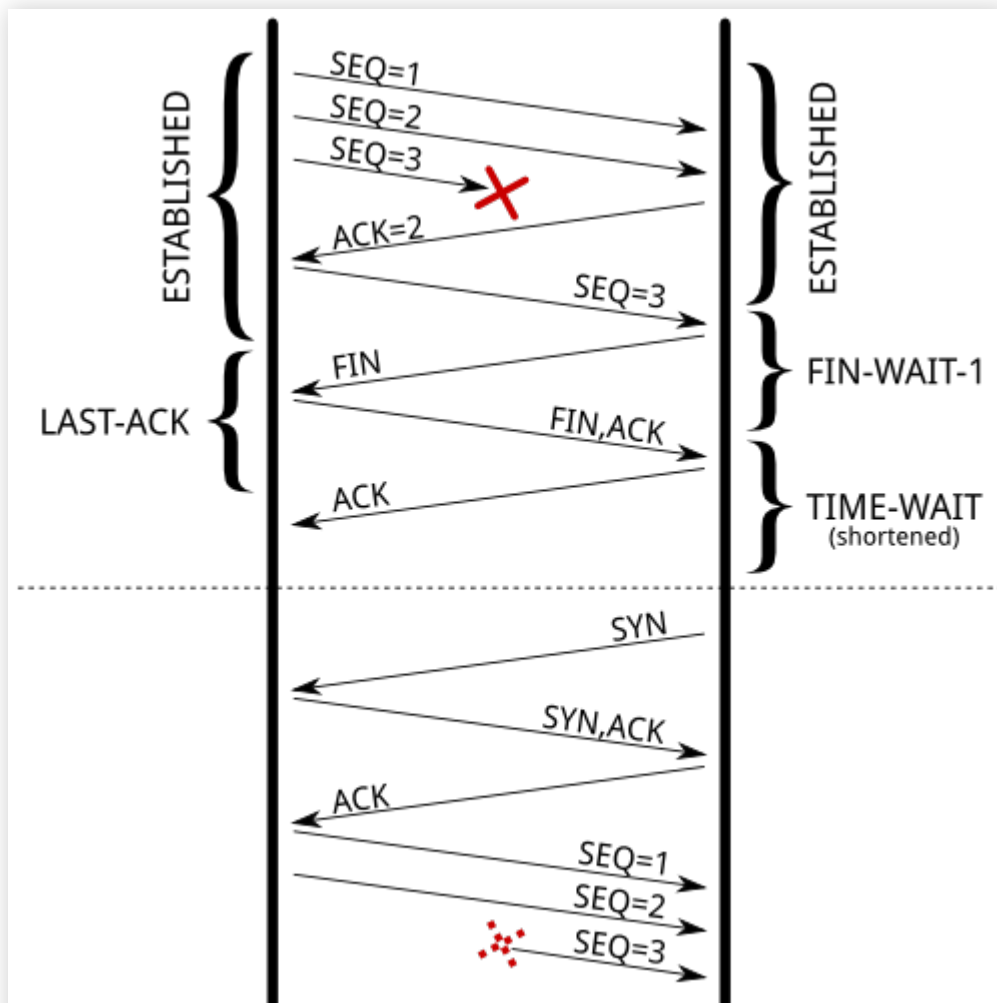 SEQ=1
SEQ=2
SEQ=3
ESTABLISHED
ESTABLISHED
ACK=2
SEQ=3
FIN
FIN-WAIT-1
LAST-ACK
FIN,ACK
ACK
TIME-WAIT
(shortened)
SYN
SYN,ACK
ACK
SEQ=1
SEQ=2
SEQ=3